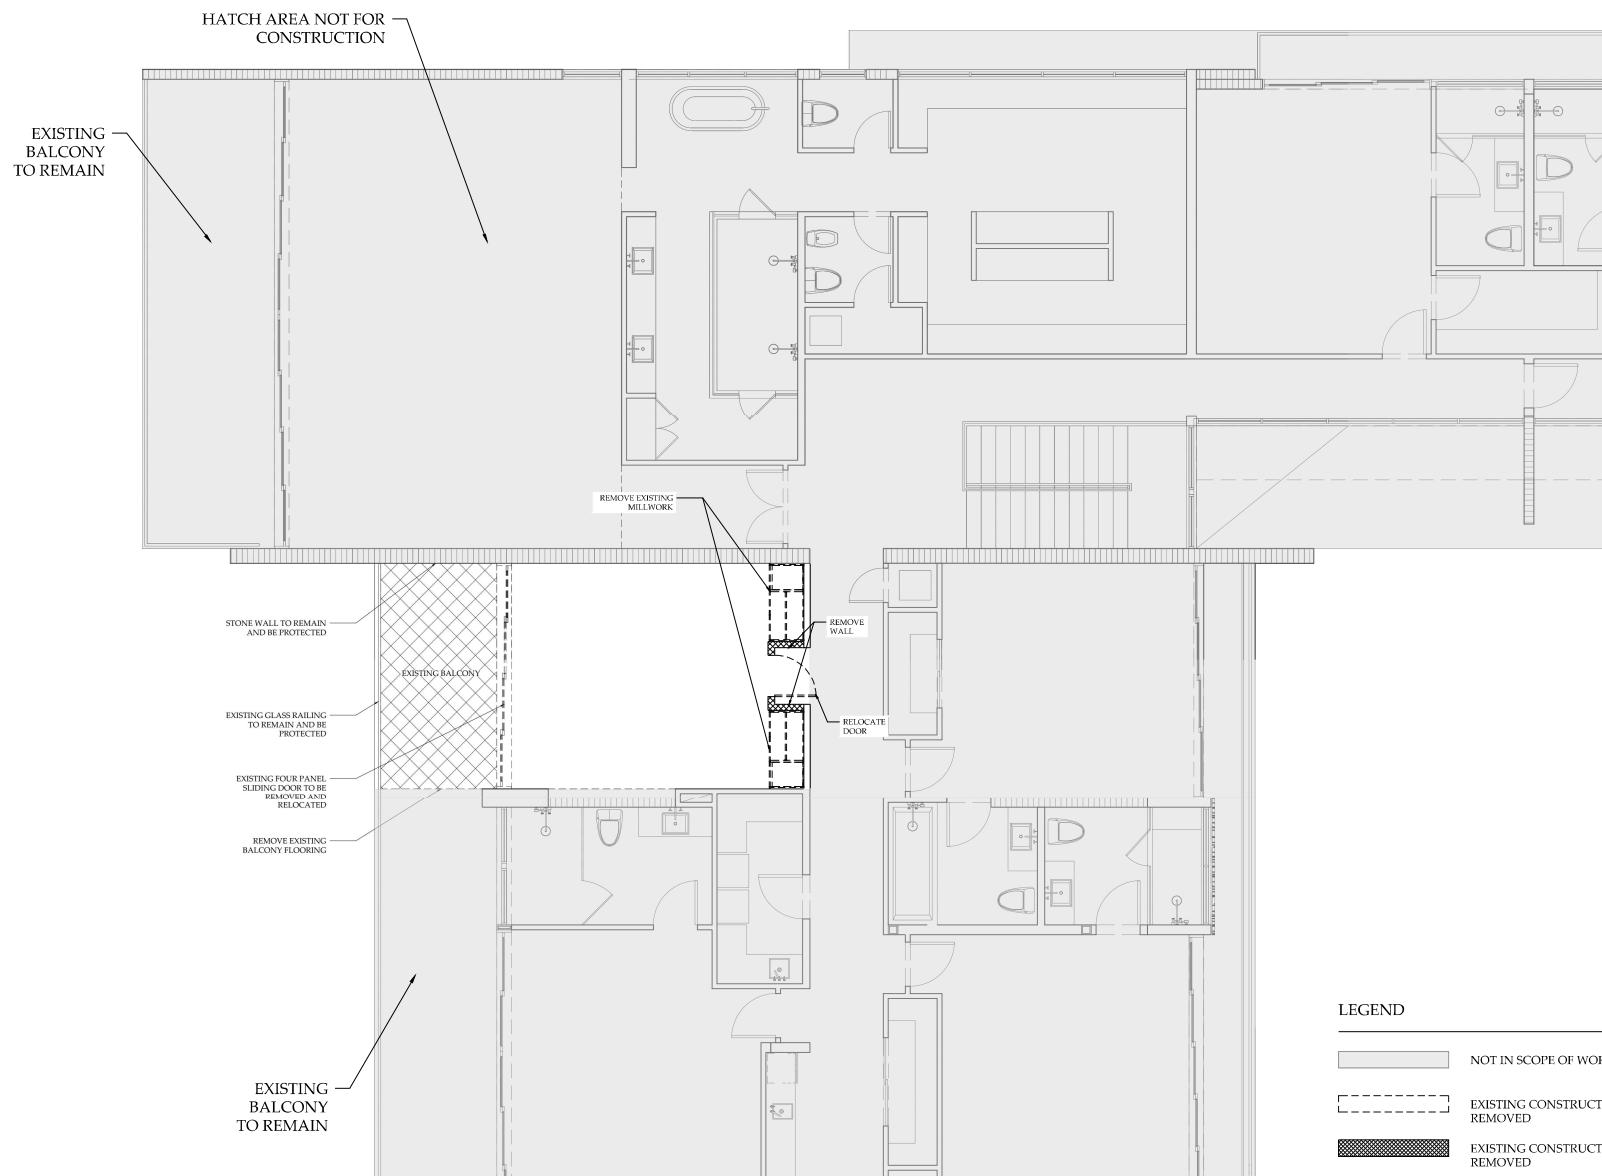 HATCH AREA NOT FOR
CONSTRUCTION
EXISTING
BALCONY
TO REMAIN
REMOVE EXISTING
MILLWORK
STONE WALL TO REMAIN
AND BE PROTECTED
REMOVE
WALL
EXISTING BALCONY
EXISTING GLASS RAILING
TO REMAIN AND BE
PROTECTED
RELOCATE
DOOR
EXISTING FOUR PANEL
SLIDING DOOR TO BE
REMOVED AND
RELOCATED
REMOVE EXISTING
BALCONY FLOORING
EXISTING
BALCONY
TO REMAIN
LEGEND
NOT IN SCOPE OF WOR
EXISTING CONSTRUCT
REMOVED
EXISTING CONSTRUCT
REMOVED